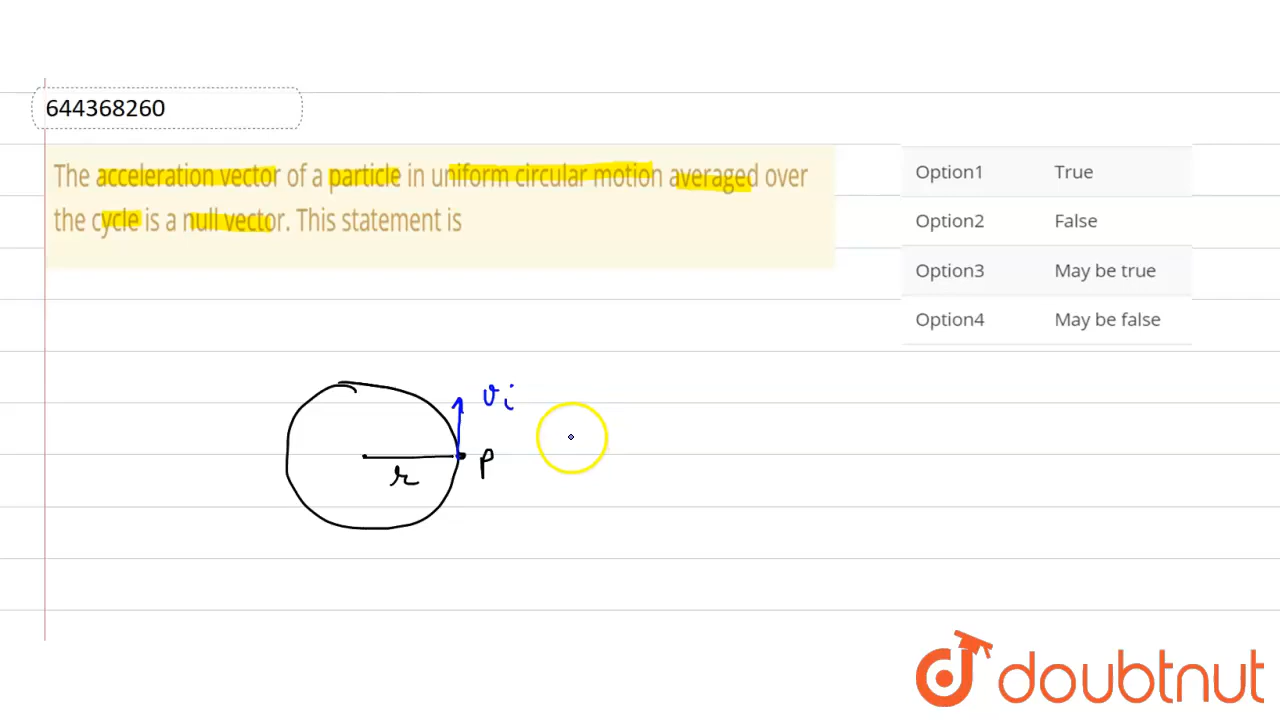 644368260
The acceleration vector of a particle in uniform circular motion averaged over
the cycle is a null vector. This statement is
Option1 True
Option2 False
Option3 May be true
Option4 May be false
vi
r
P
doubtnut